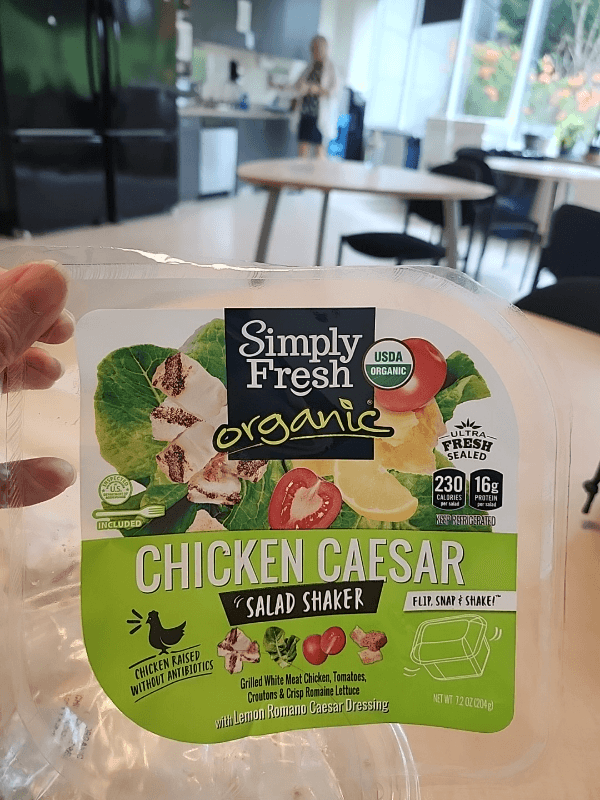 Simply
Fresh
organic®
USDA
ORGANIC
ULTRA
FRESH
SEALED
230
CALORIES
per salad
16g
PROTEIN
per salad
KEEP REFRIGERATED
INSPECTED
U.S.
INCLUDED
CHICKEN CAESAR
SALAD SHAKER
FLIP, SNAP & SHAKE!™
CHICKEN RAISED
WITHOUT ANTIBIOTICS
Grilled White Meat Chicken, Tomatoes,
Croutons & Crisp Romaine Lettuce
with Lemon Romano Caesar Dressing
NET WT 7.2 OZ (204g)